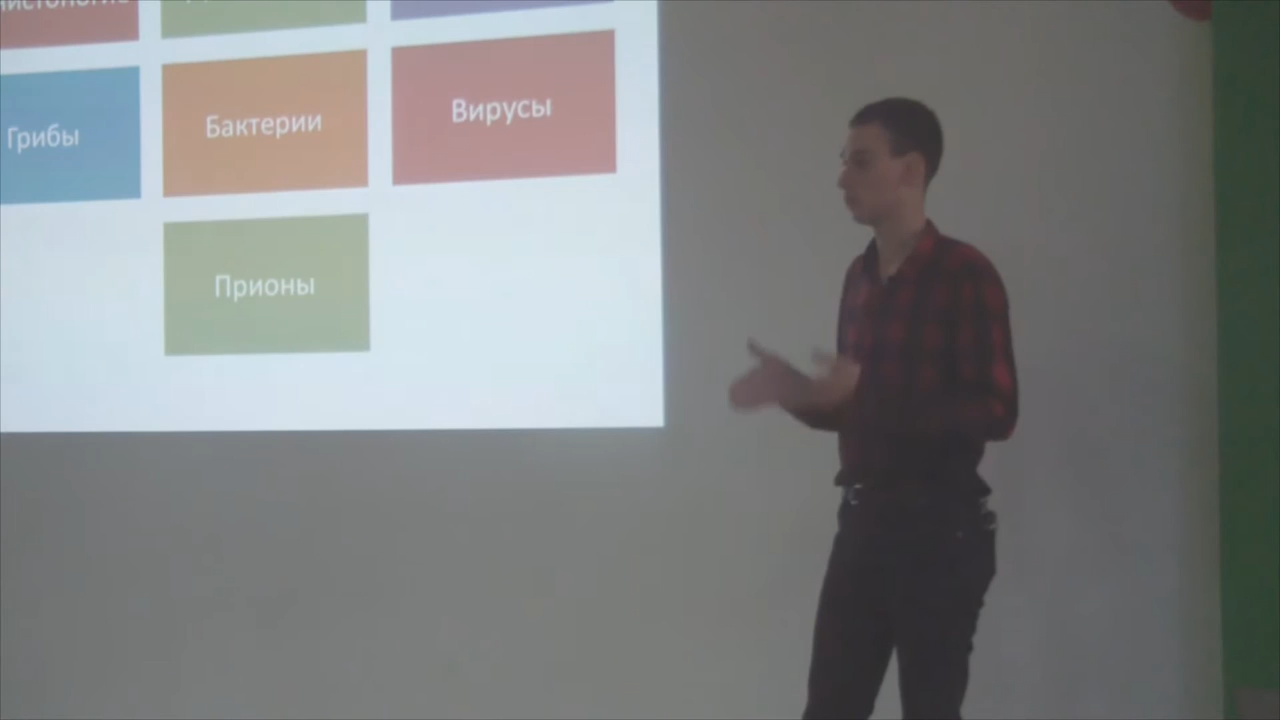 Грибы
Бактерии
Вирусы
Прионы